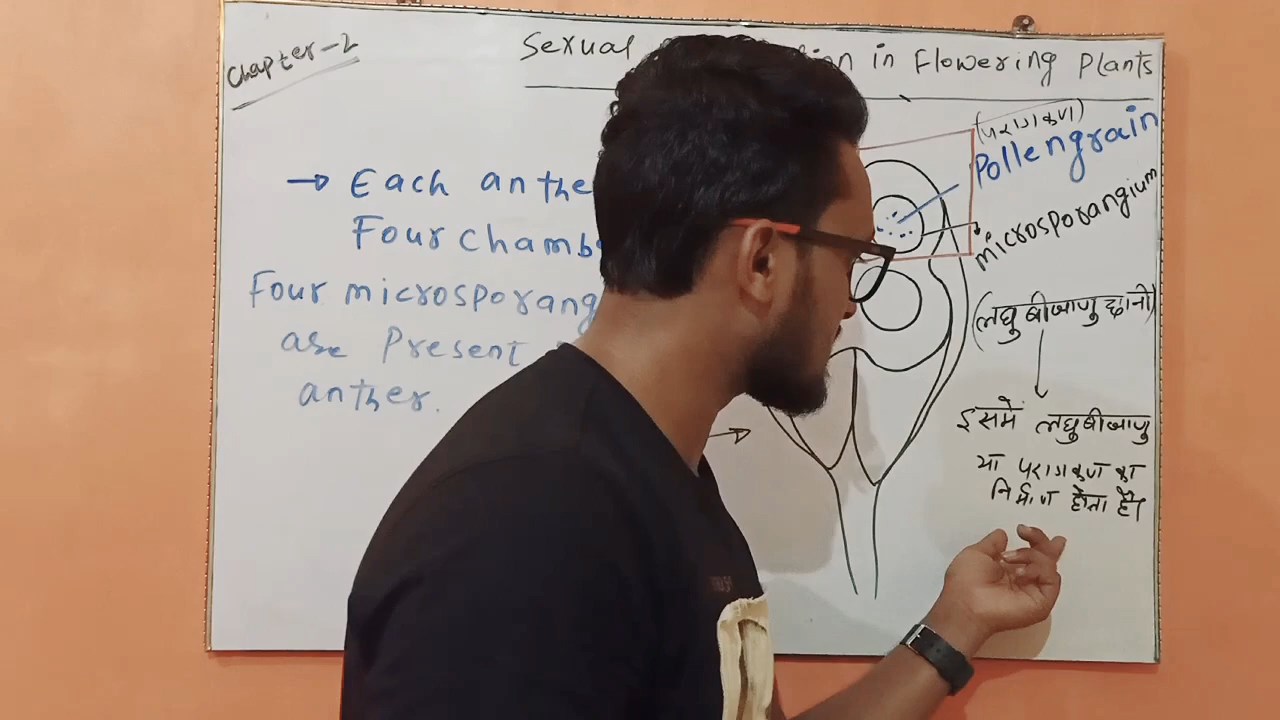 Chapter-2
Sexual in Flowering Plants
→ Each anthe
Four chamb
Four microsporang
are Present
anther.
(परागकण)
Pollengrain
microsporangium
(लघुबीजाणुधानी)
इसमें लघुबीजाणु
या परागकण का
निर्माण होता है।